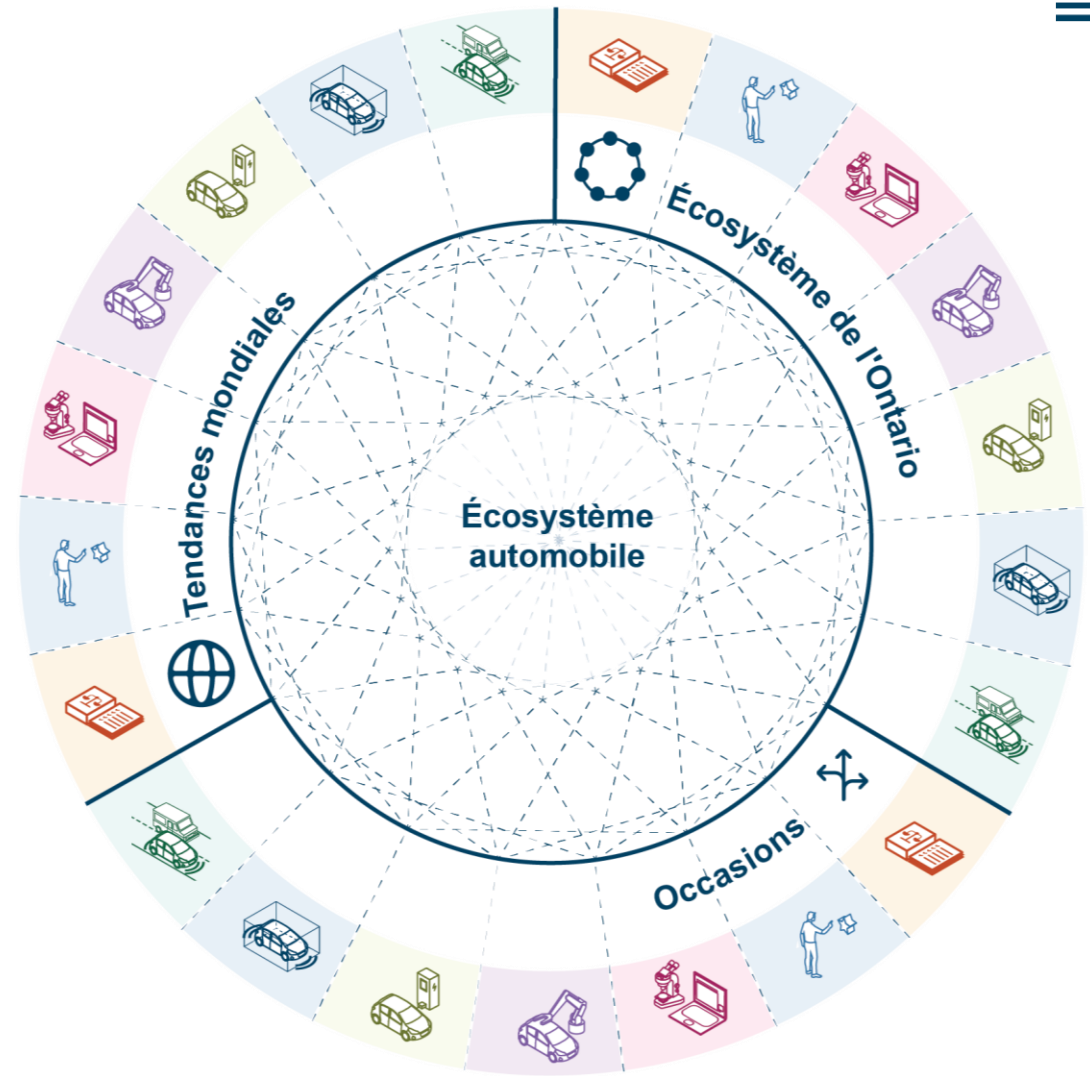 Écosystème de l'Ontario
Tendances mondiales
Écosystème
automobile
Occasions